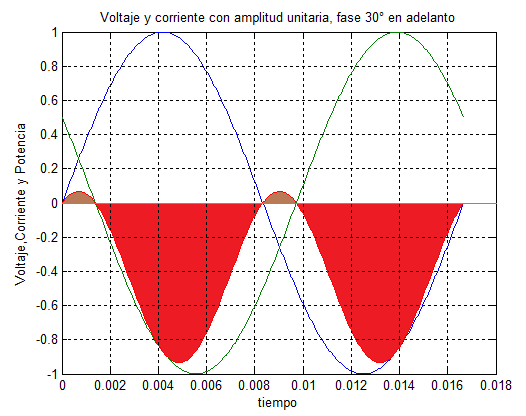 Voltaje y corriente con amplitud unitaria, fase 30° en adelanto
Voltaje,Corriente y Potencia
1
0.8
0.6
0.4
0.2
0
-0.2
-0.4
-0.6
-0.8
-1
0 0.002 0.004 0.006 0.008 0.01 0.012 0.014 0.016 0.018
tiempo